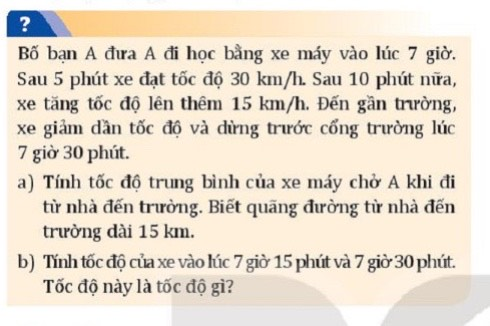 ?
Bố bạn A đưa A đi học bằng xe máy vào lúc 7 giờ.
Sau 5 phút xe đạt tốc độ 30 km/h. Sau 10 phút nữa,
xe tăng tốc độ lên thêm 15 km/h. Đến gần trường,
xe giảm dần tốc độ và dừng trước cổng trường lúc
7 giờ 30 phút.
a) Tính tốc độ trung bình của xe máy chở A khi đi
từ nhà đến trường. Biết quãng đường từ nhà đến
trường dài 15 km.
b) Tính tốc độ của xe vào lúc 7 giờ 15 phút và 7 giờ 30 phút.
Tốc độ này là tốc độ gì?